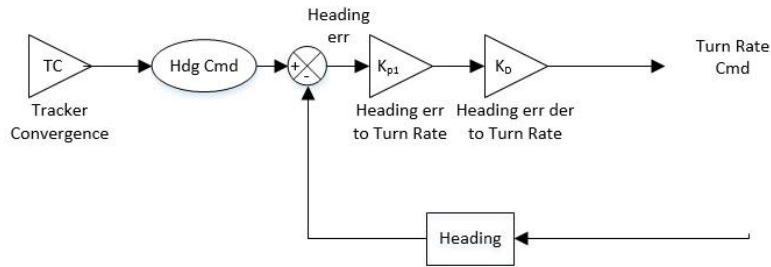 Heading
err
TC
Hdg Cmd
+
-
Kp1
KD
Turn Rate
Cmd
Tracker
Convergence
Heading err
to Turn Rate
Heading err der
to Turn Rate
Heading